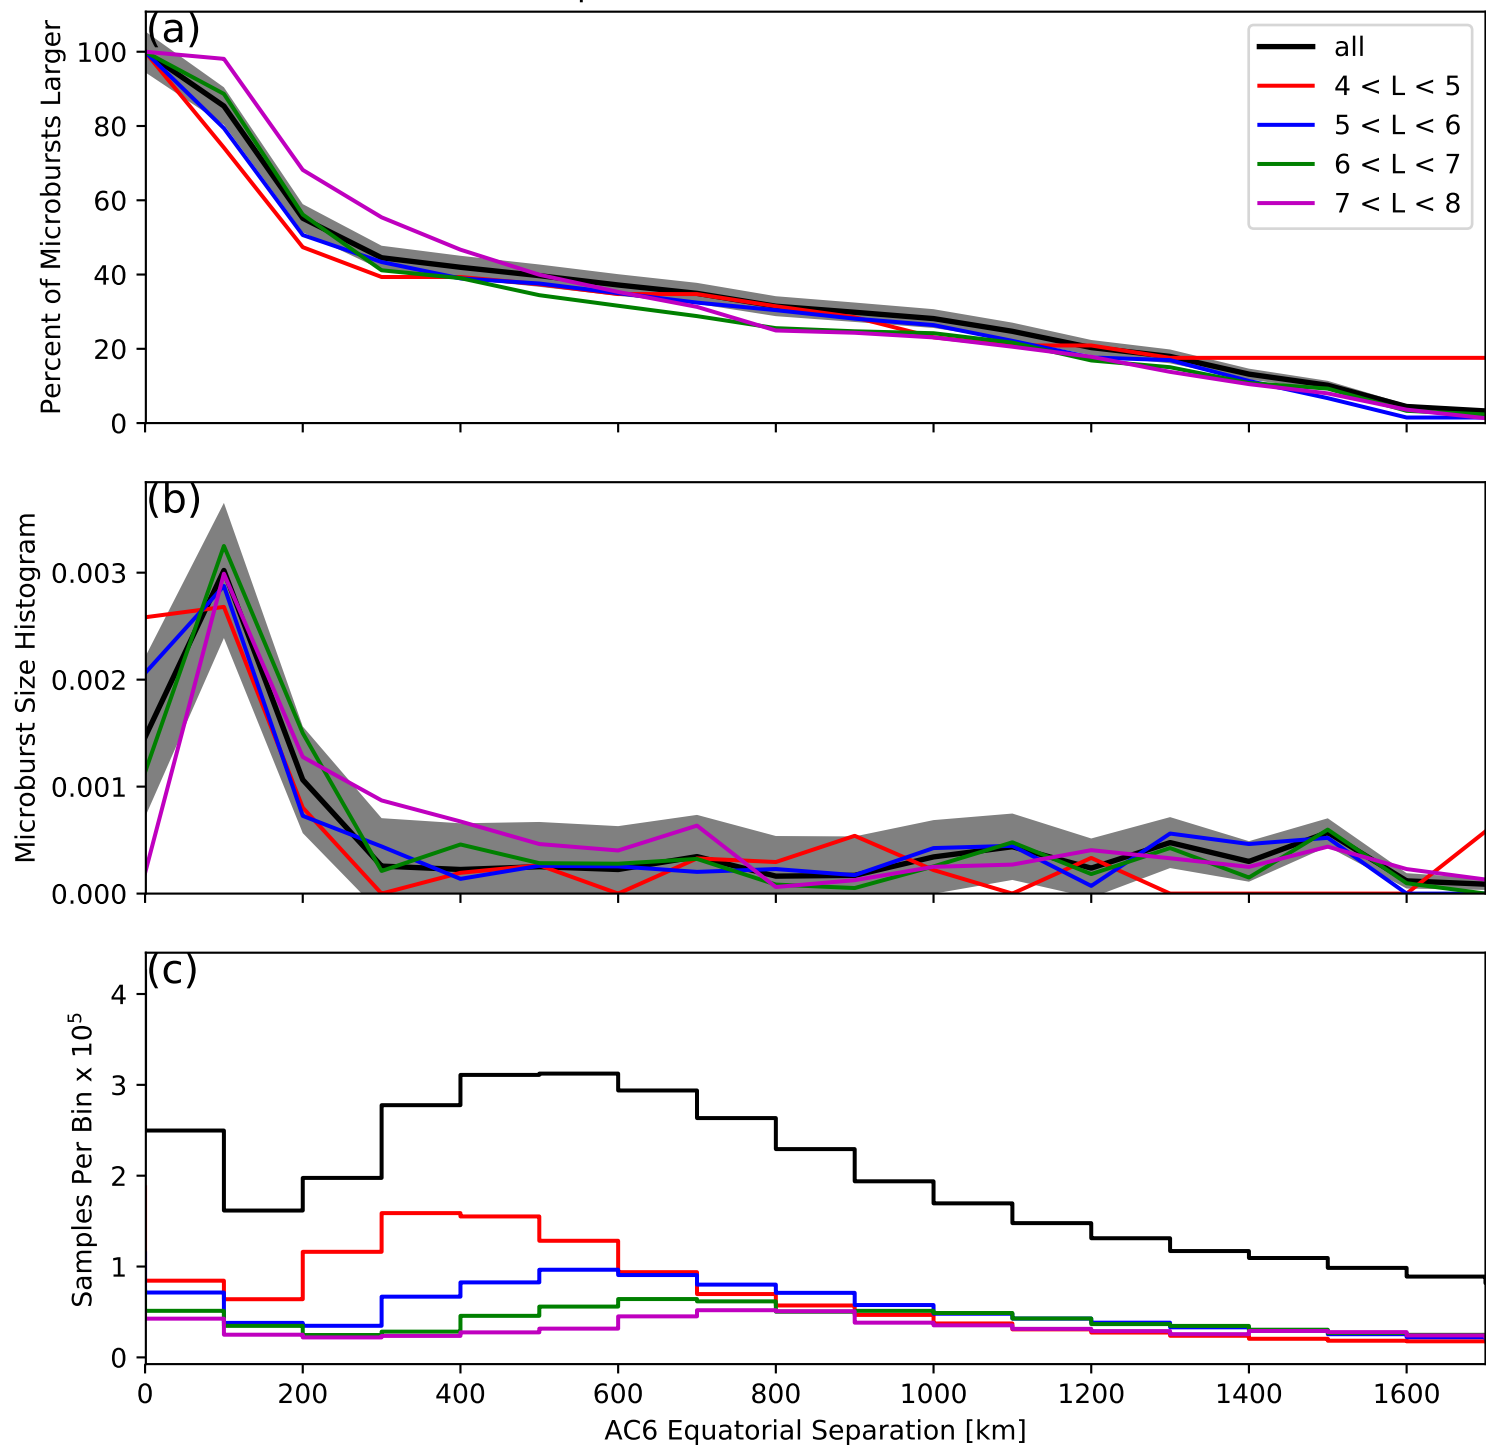 (a)
Percent of Microbursts Larger
100
80
60
40
20
0
all
4 < L < 5
5 < L < 6
6 < L < 7
7 < L < 8
(b)
Microburst Size Histogram
0.003
0.002
0.001
0.000
(c)
Samples Per Bin x 10⁵
4
3
2
1
0
0 200 400 600 800 1000 1200 1400 1600
AC6 Equatorial Separation [km]